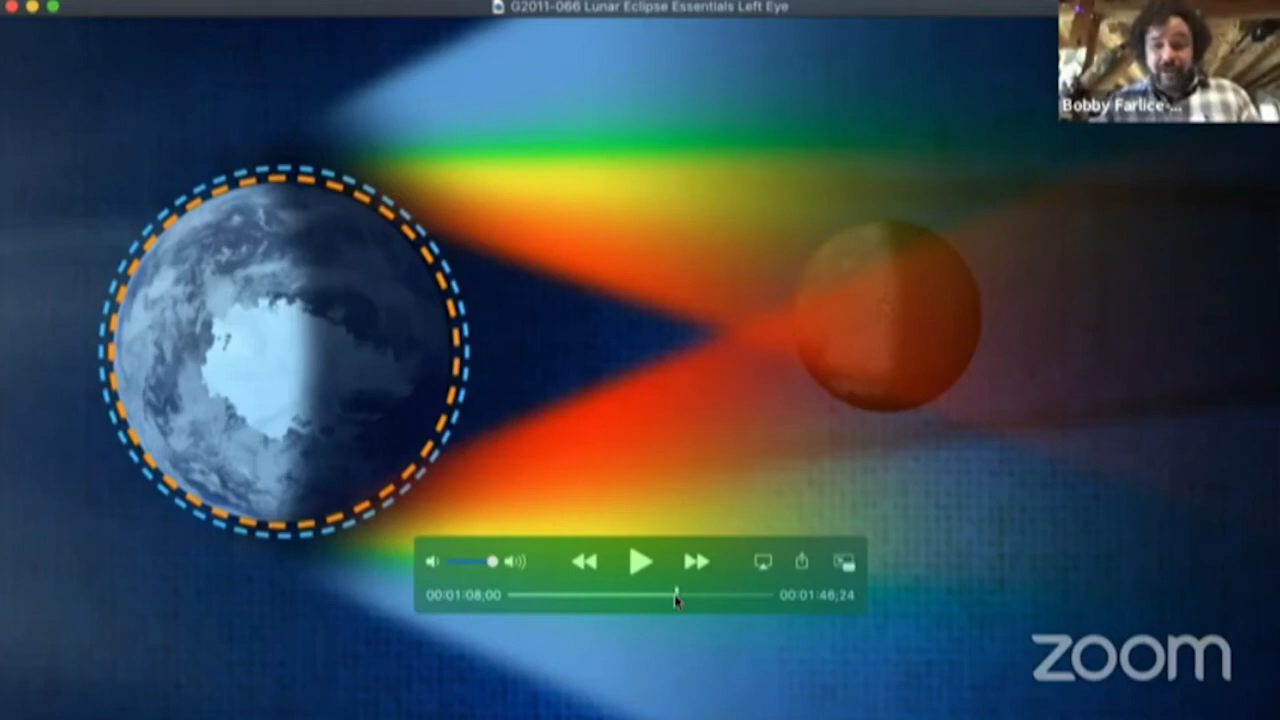 G2011-066 Lunar Eclipse Essentials Left Eye
Bobby Farlice-...
00:01:08,00
00:01:46;24
zoom